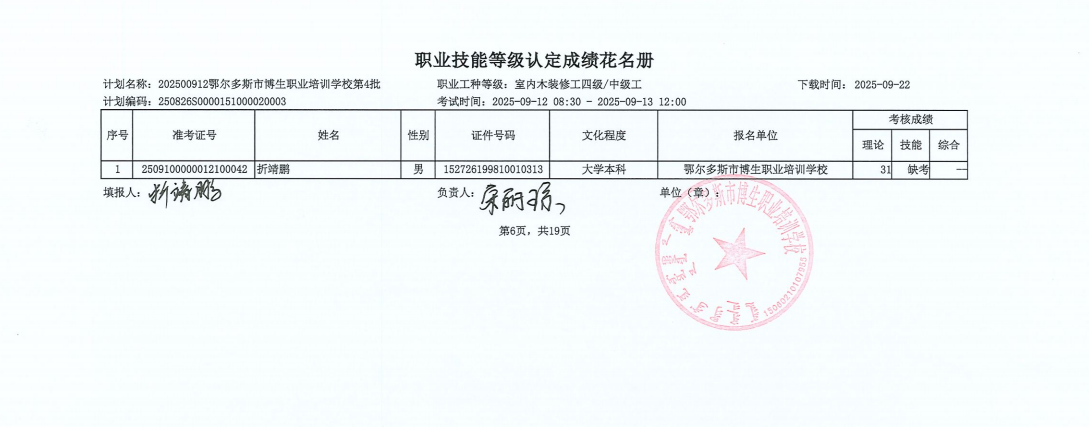 职业技能等级认定成绩花名册
计划名称：202500912鄂尔多斯市博生职业培训学校第4批 职业工种等级：室内木装修工四级/中级工 下载时间：2025-09-22
计划编码：250826S0000151000020003 考试时间：2025-09-12 08:30 - 2025-09-13 12:00
序号 准考证号 姓名 性别 证件号码 文化程度 报名单位 考核成绩
理论 技能 综合
1 2509100000012100042 折靖鹏 男 152726199810010313 大学本科 鄂尔多斯市博生职业培训学校 31 缺考 --
填报人：折靖鹏 负责人： 单位（章）：
第6页，共19页
鄂尔多斯市博生职业培训学校